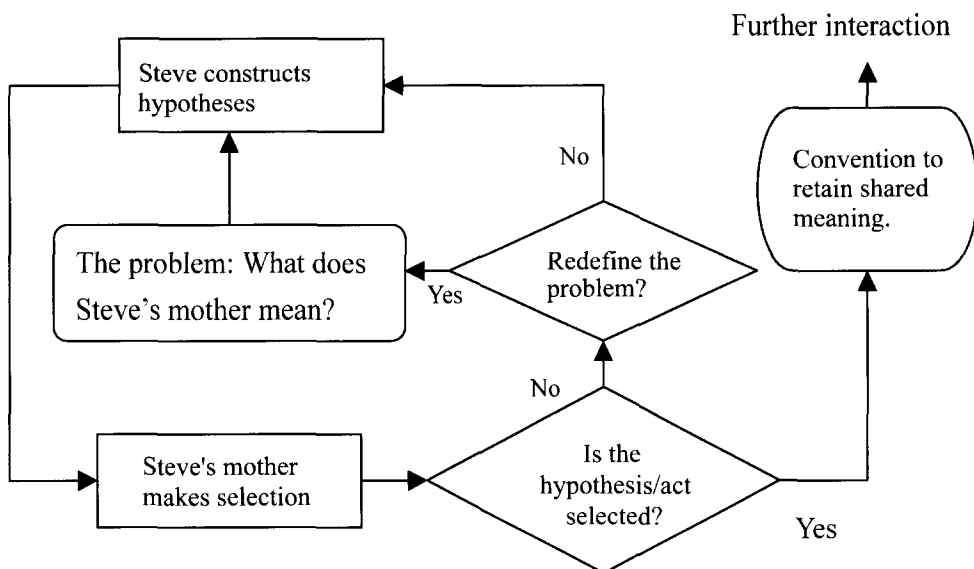 Further interaction
Steve constructs
hypotheses
No
Convention to
retain shared
meaning.
The problem: What does
Steve’s mother mean?
Yes
Redefine the
problem?
No
Steve's mother
makes selection
Is the
hypothesis/act
selected?
Yes